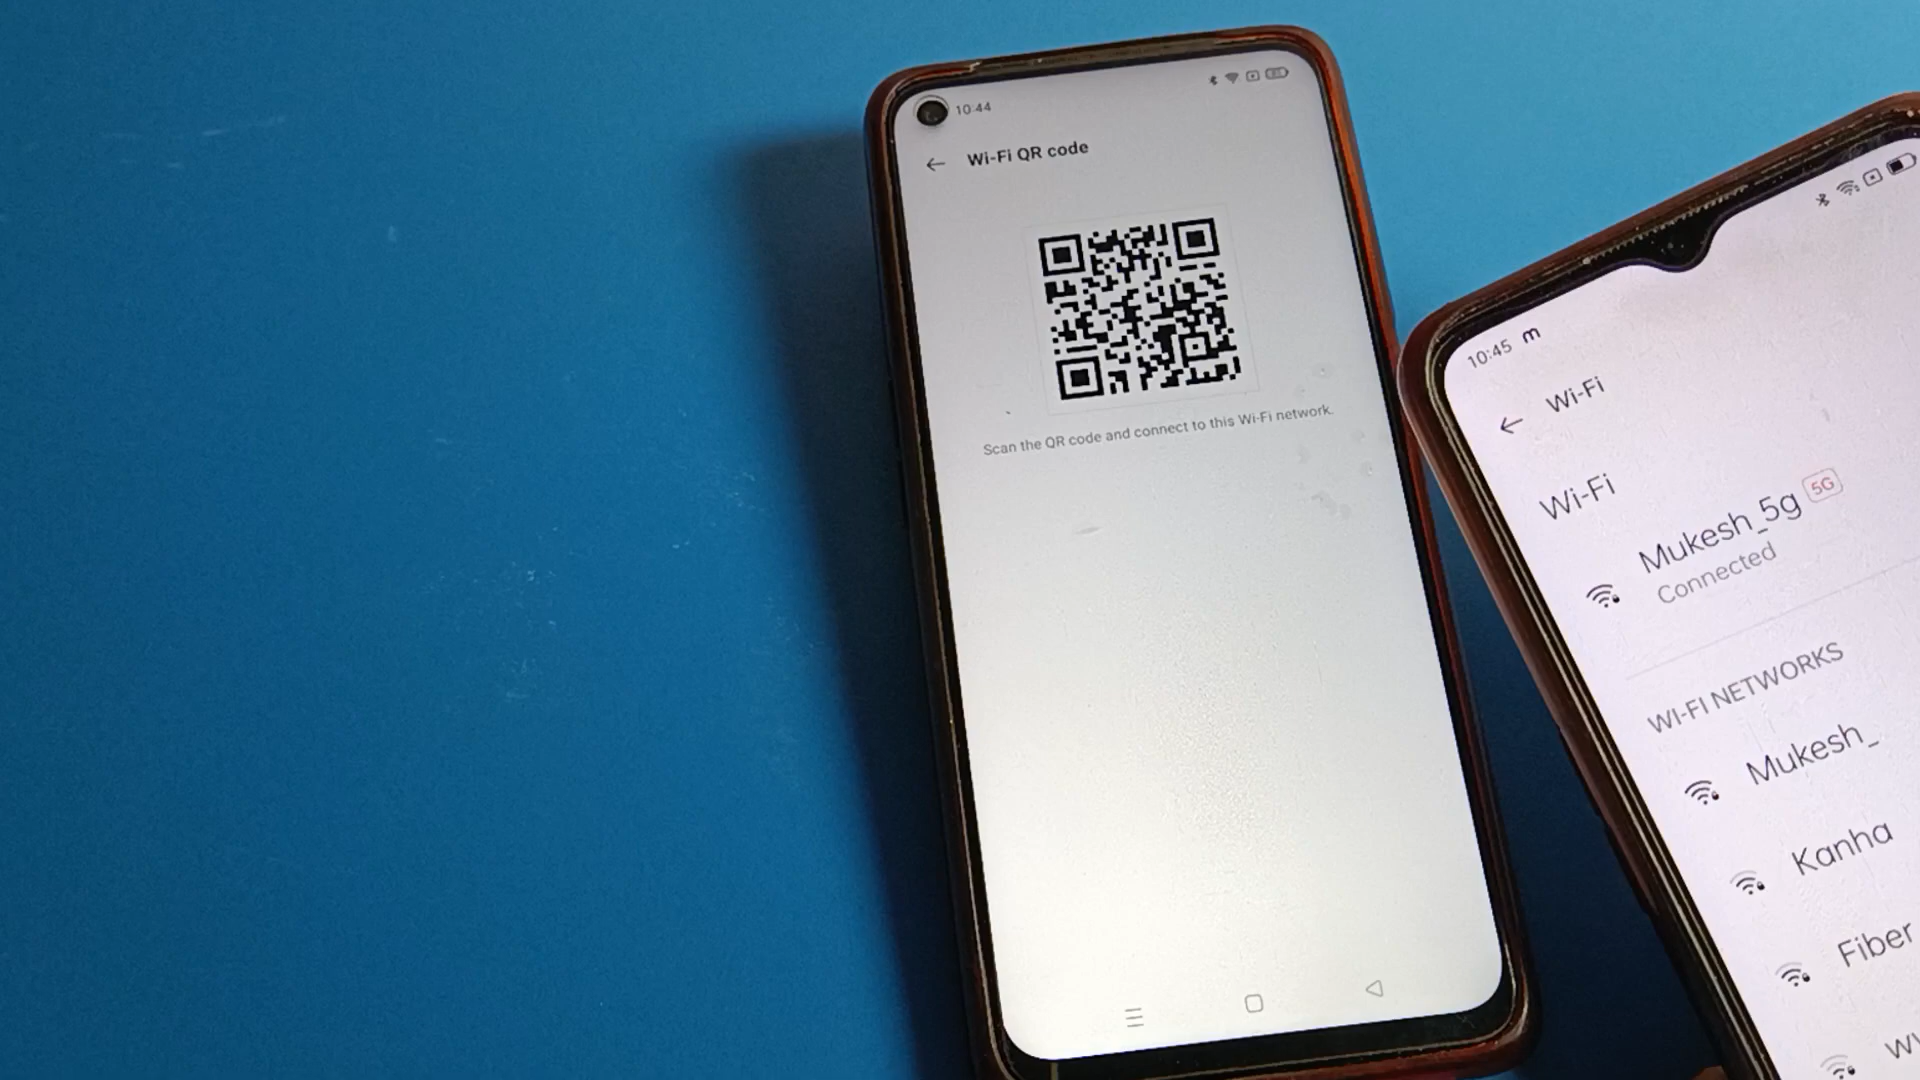 10:44
Wi-Fi QR code
Scan the QR code and connect to this Wi-Fi network.
10:45 m
Wi-Fi
Wi-Fi
Mukesh_5g 5G
Connected
WI-FI NETWORKS
Mukesh_
Kanha
Fiber